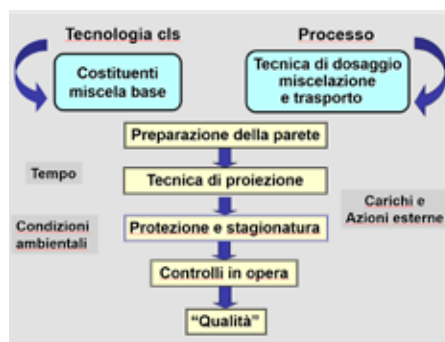 Tecnologia cls
Processo
Costituenti
miscela base
Tecnica di dosaggio
miscelazione
e trasporto
Preparazione della parete
Tempo
Tecnica di proiezione
Carichi e
Azioni esterne
Condizioni
ambientali
Protezione e stagionatura
Controlli in opera
“Qualità”